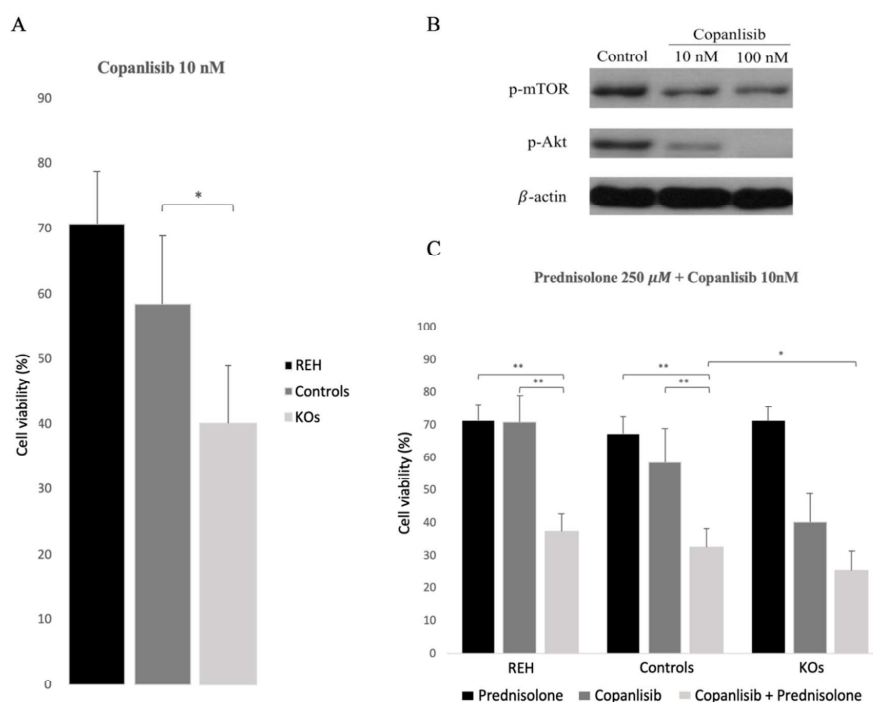 A
Copanlisib 10 nM
90
80
70
60
50
40
30
20
10
0
Cell viability (%)
*
REH
Controls
KOs
B
Copanlisib
Control 10 nM 100 nM
p-mTOR
p-Akt
β-actin
C
Prednisolone 250 μM + Copanlisib 10nM
100
90
80
70
60
50
40
30
20
10
0
Cell viability (%)
** ** *
** **
REH Controls KOs
Prednisolone Copanlisib Copanlisib + Prednisolone